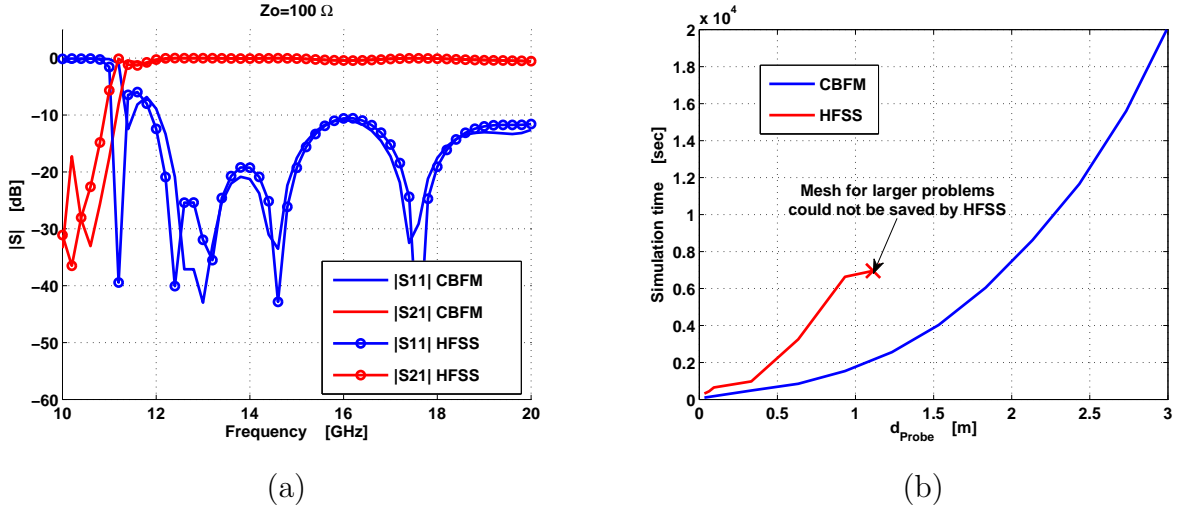 Zo=100 Ω
0
−10
−20
−30
−40
−50
−60
|S| [dB]
10
12
14
16
18
20
Frequency [GHz]
|S11| CBFM
|S21| CBFM
|S11| HFSS
|S21| HFSS
(a)
x 10^4
2
1.8
1.6
1.4
1.2
1
0.8
0.6
0.4
0.2
0
Simulation time [sec]
0
0.5
1
1.5
2
2.5
3
d_Probe [m]
CBFM
HFSS
Mesh for larger problems
could not be saved by HFSS
(b)